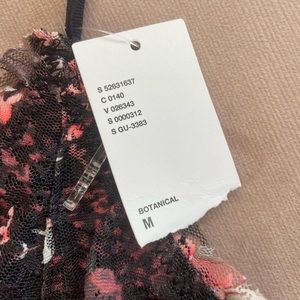 S 52631637
C 0140
V 026343
S 0000312
S GU-3383
BOTANICAL
M